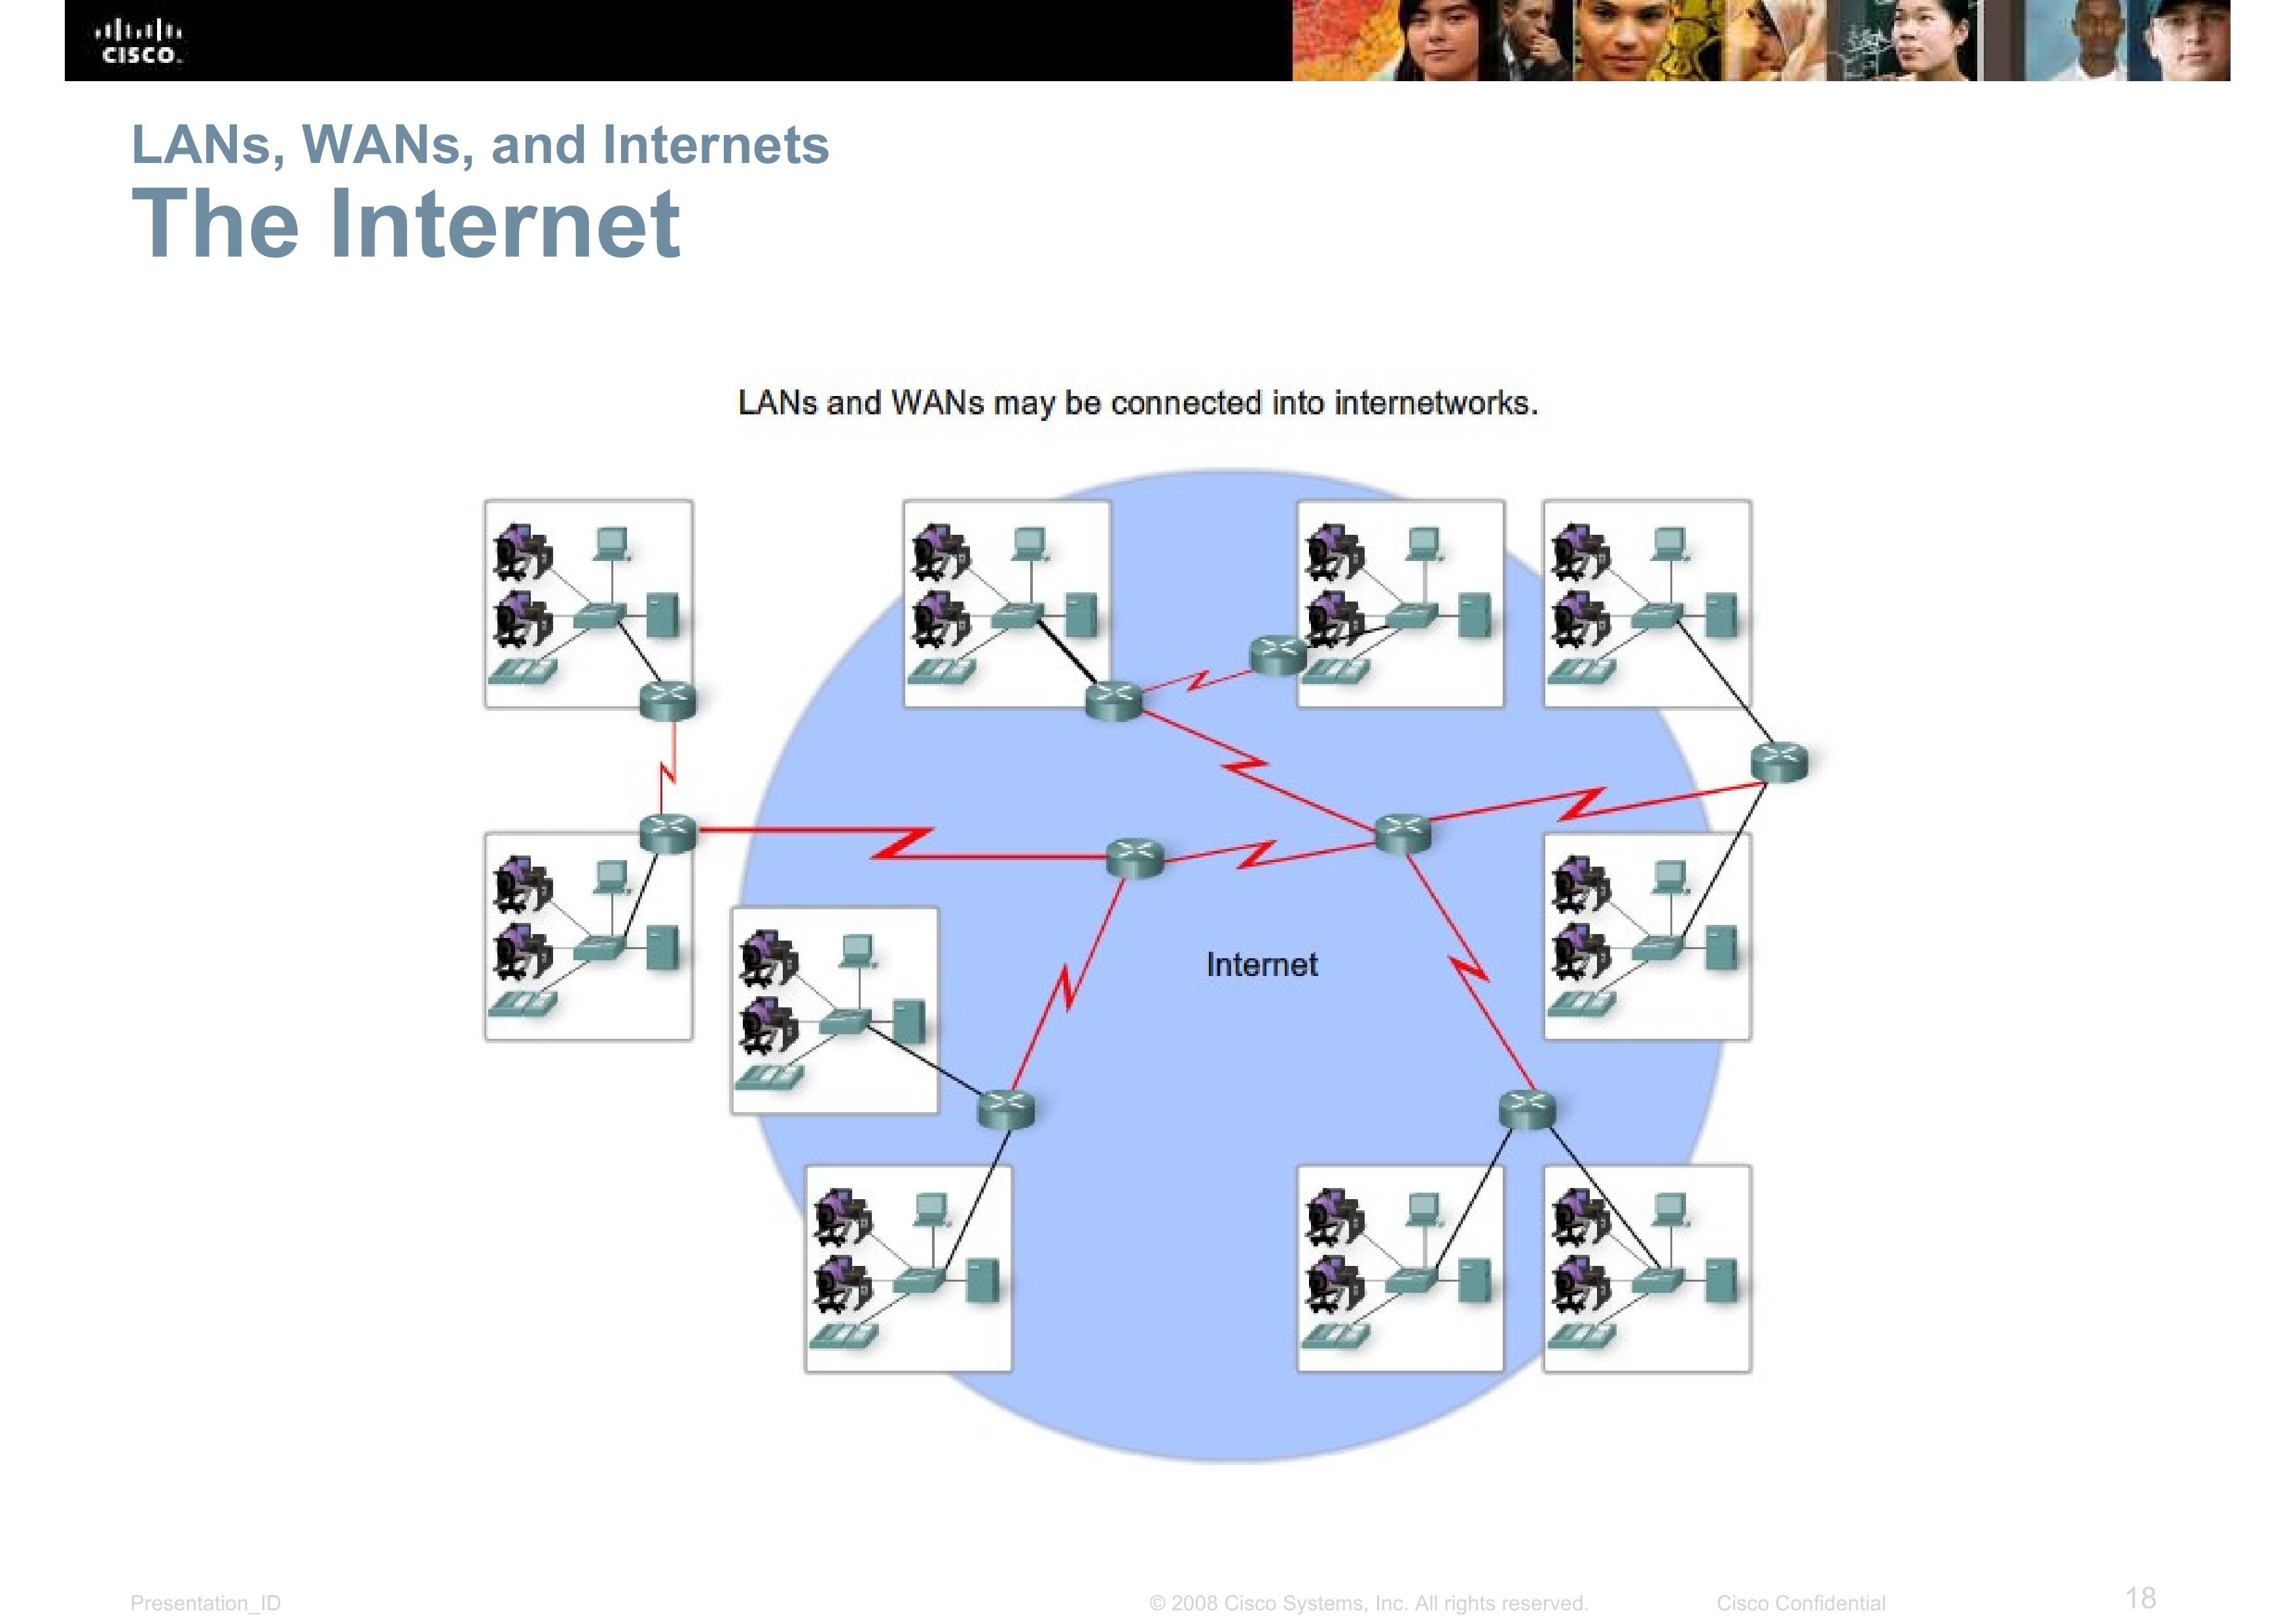 CISCO
LANs, WANs, and Internets
The Internet
LANs and WANs may be connected into internetworks.
Internet
Presentation_ID
© 2008 Cisco Systems, Inc. All rights reserved.
Cisco Confidential
18